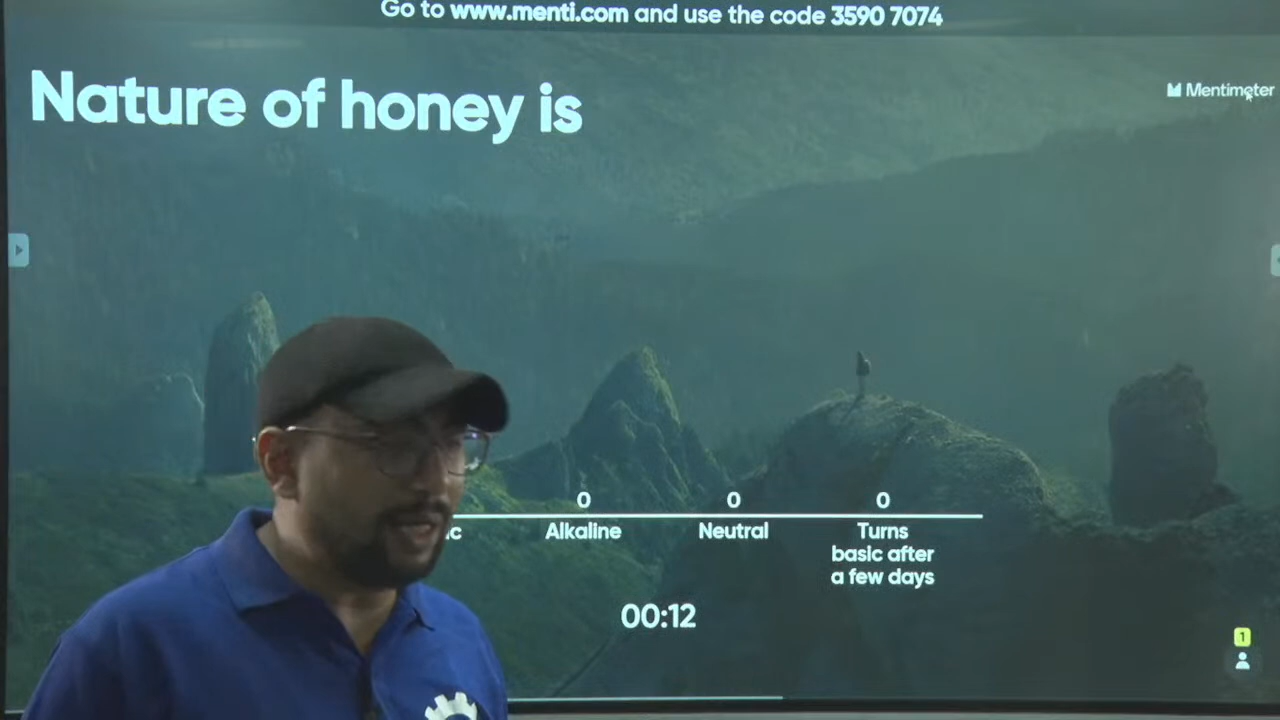 Go to www.menti.com and use the code 3590 7074
Nature of honey is
Mentimeter
0 0 0
ic Alkaline Neutral Turns
basic after
a few days
00:12
1